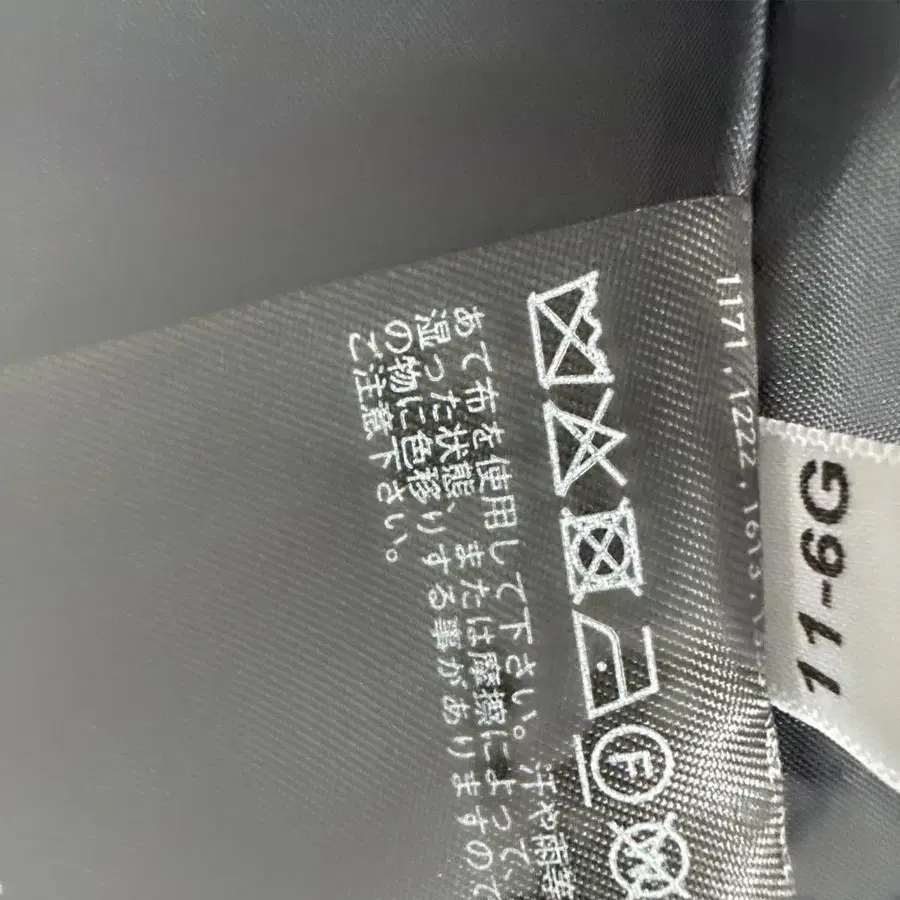 11-6G
1171.1222.
F
あて布を使用して下さい。汗や雨等
湿った状態、または摩擦によって、
の物に色移りする事がありますので
ご注意下さい。